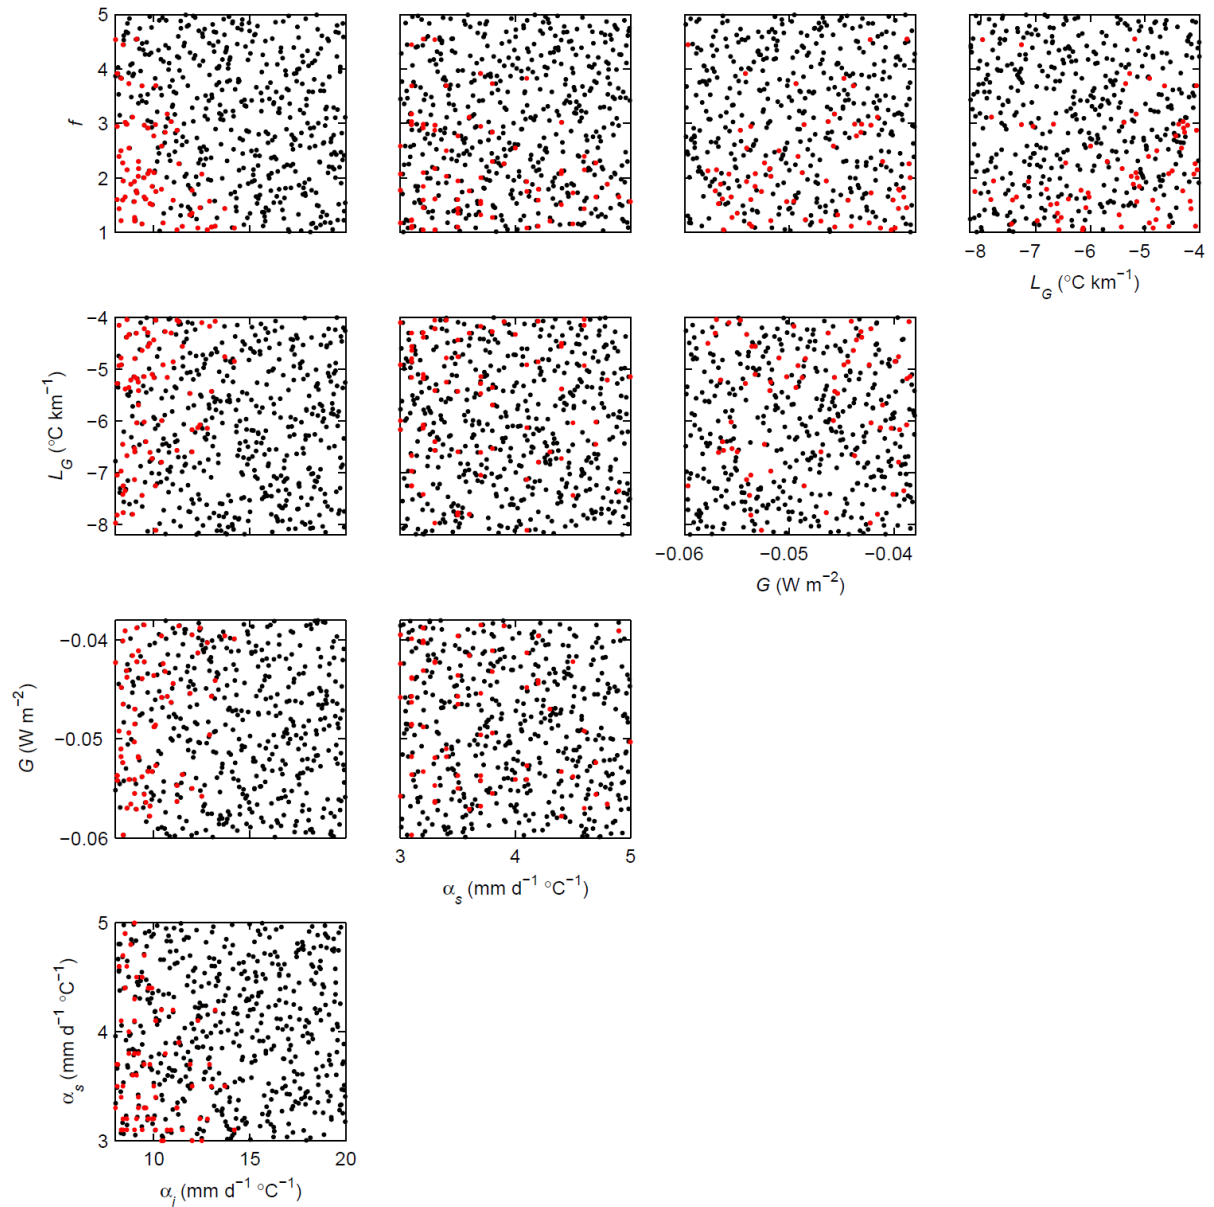 5
4
3
2
1
f
−8 −7 −6 −5 −4
L_G (°C km⁻¹)
−4
−5
−6
−7
−8
L_G (°C km⁻¹)
−0.06 −0.05 −0.04
G (W m⁻²)
−0.04
−0.05
−0.06
G (W m⁻²)
3 4 5
α_s (mm d⁻¹ °C⁻¹)
5
4
3
α_s (mm d⁻¹ °C⁻¹)
10 15 20
α_i (mm d⁻¹ °C⁻¹)